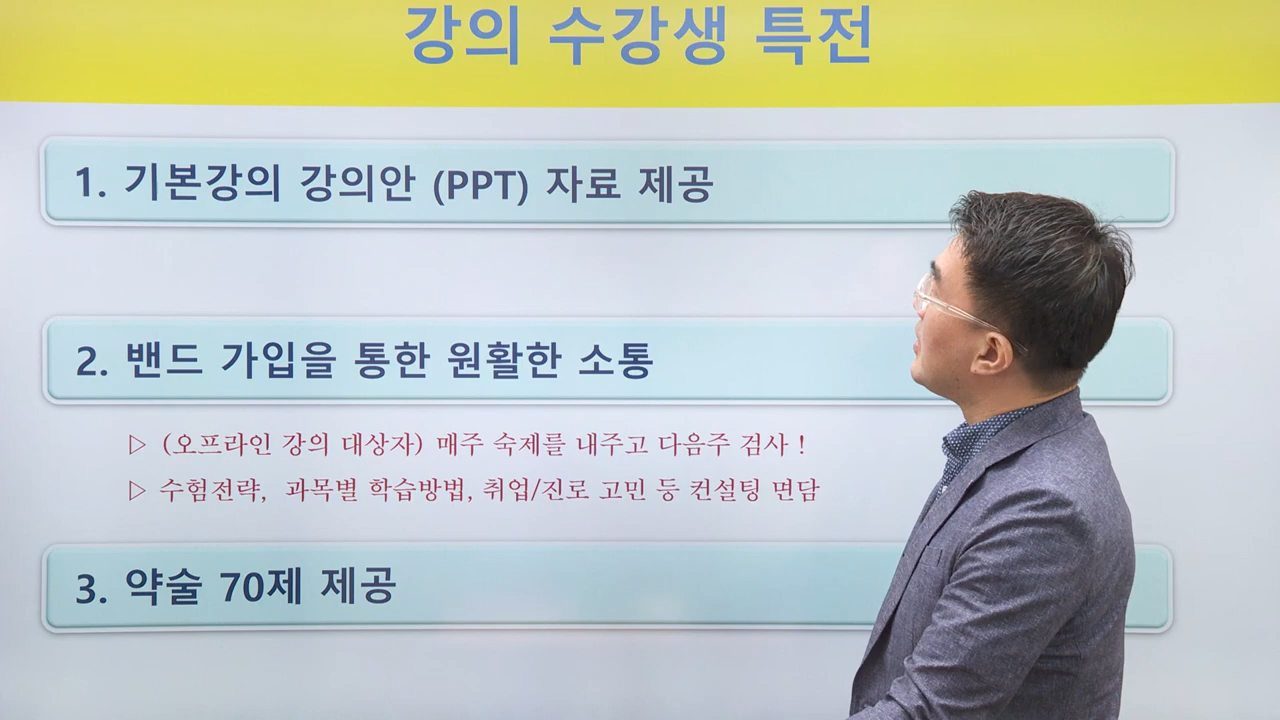 강의 수강생 특전
1. 기본강의 강의안 (PPT) 자료 제공
2. 밴드 가입을 통한 원활한 소통
▷ (오프라인 강의 대상자) 매주 숙제를 내주고 다음주 검사 !
▷ 수험전략, 과목별 학습방법, 취업/진로 고민 등 컨설팅 면담
3. 약술 70제 제공